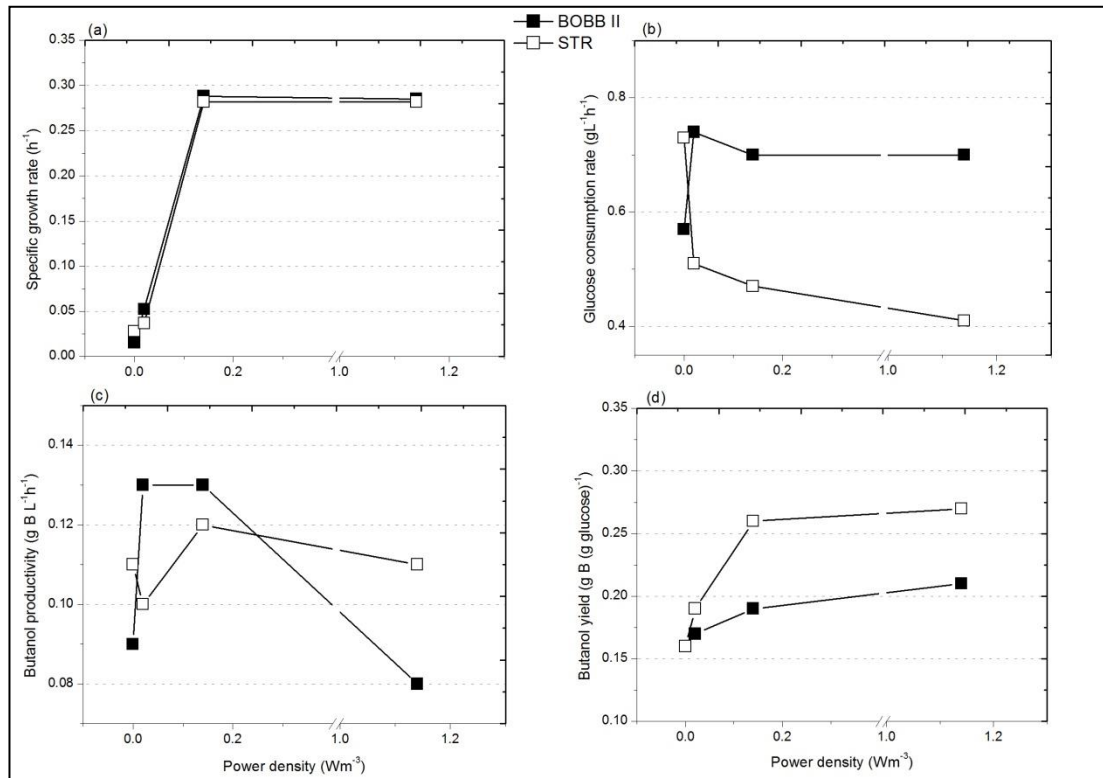 BOBB II
STR
(a)
0.35
0.30
0.25
0.20
0.15
0.10
0.05
0.00
Specific growth rate (h⁻¹)
0.0 0.2 1.0 1.2
(b)
0.8
0.6
0.4
Glucose consumption rate (gL⁻¹h⁻¹)
0.0 0.2 1.0 1.2
(c)
0.14
0.12
0.10
0.08
Butanol productivity (g B L⁻¹h⁻¹)
0.0 0.2 1.0 1.2
Power density (Wm⁻³)
(d)
0.35
0.30
0.25
0.20
0.15
0.10
Butanol yield (g B (g glucose)⁻¹)
0.0 0.2 1.0 1.2
Power density (Wm⁻³)